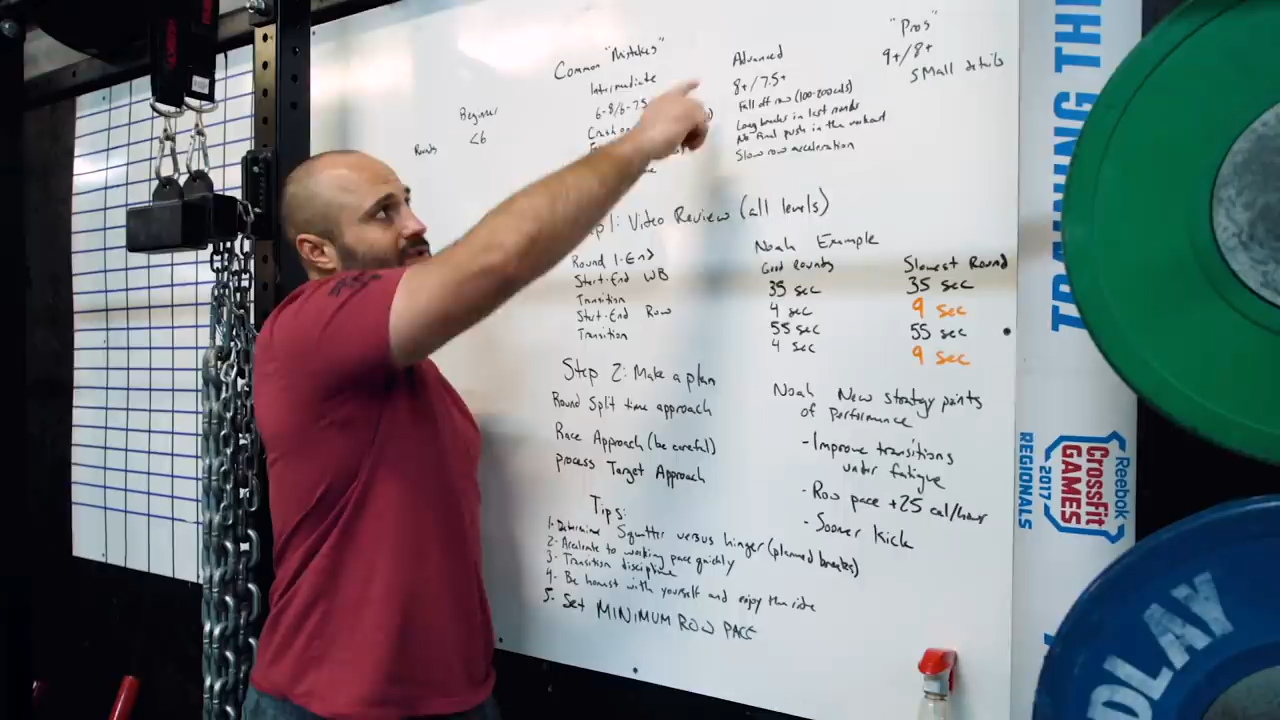 Common "Mistakes"
Beginner
<6
Rounds
Intermediate
6-8/6-7.5
Crash
Advanced
8+/7.5+
Fall off row (100-200 cals)
Long breaks in last rounds
No Final push in the workout
Slow row acceleration
"Pros"
9+/8+
Small details
1: Video Review (all levels)
Round 1-End
Start-End WB
Transition
Start-End Row
Transition
Noah Example
Good Rounds
35 sec
4 sec
55 sec
4 sec
Slowest Round
35 sec
9 sec
55 sec
9 sec
Step 2: Make a plan
Round Split time approach
Race Approach (be careful)
process Target Approach
Noah New strategy points
of performance
- Improve transitions
under fatigue
- Row pace +25 cal/hour
- Sooner kick
Tips:
1- Determine Squatter versus hinger (planned breaks)
2- Accelerate to working pace quickly
3- Transition discipline
4- Be honest with yourself and enjoy the ride
5- Set MINIMUM ROW PACE
TRAINING THE
Reebok
CrossFit
GAMES
2017
REGIONALS
DLAY